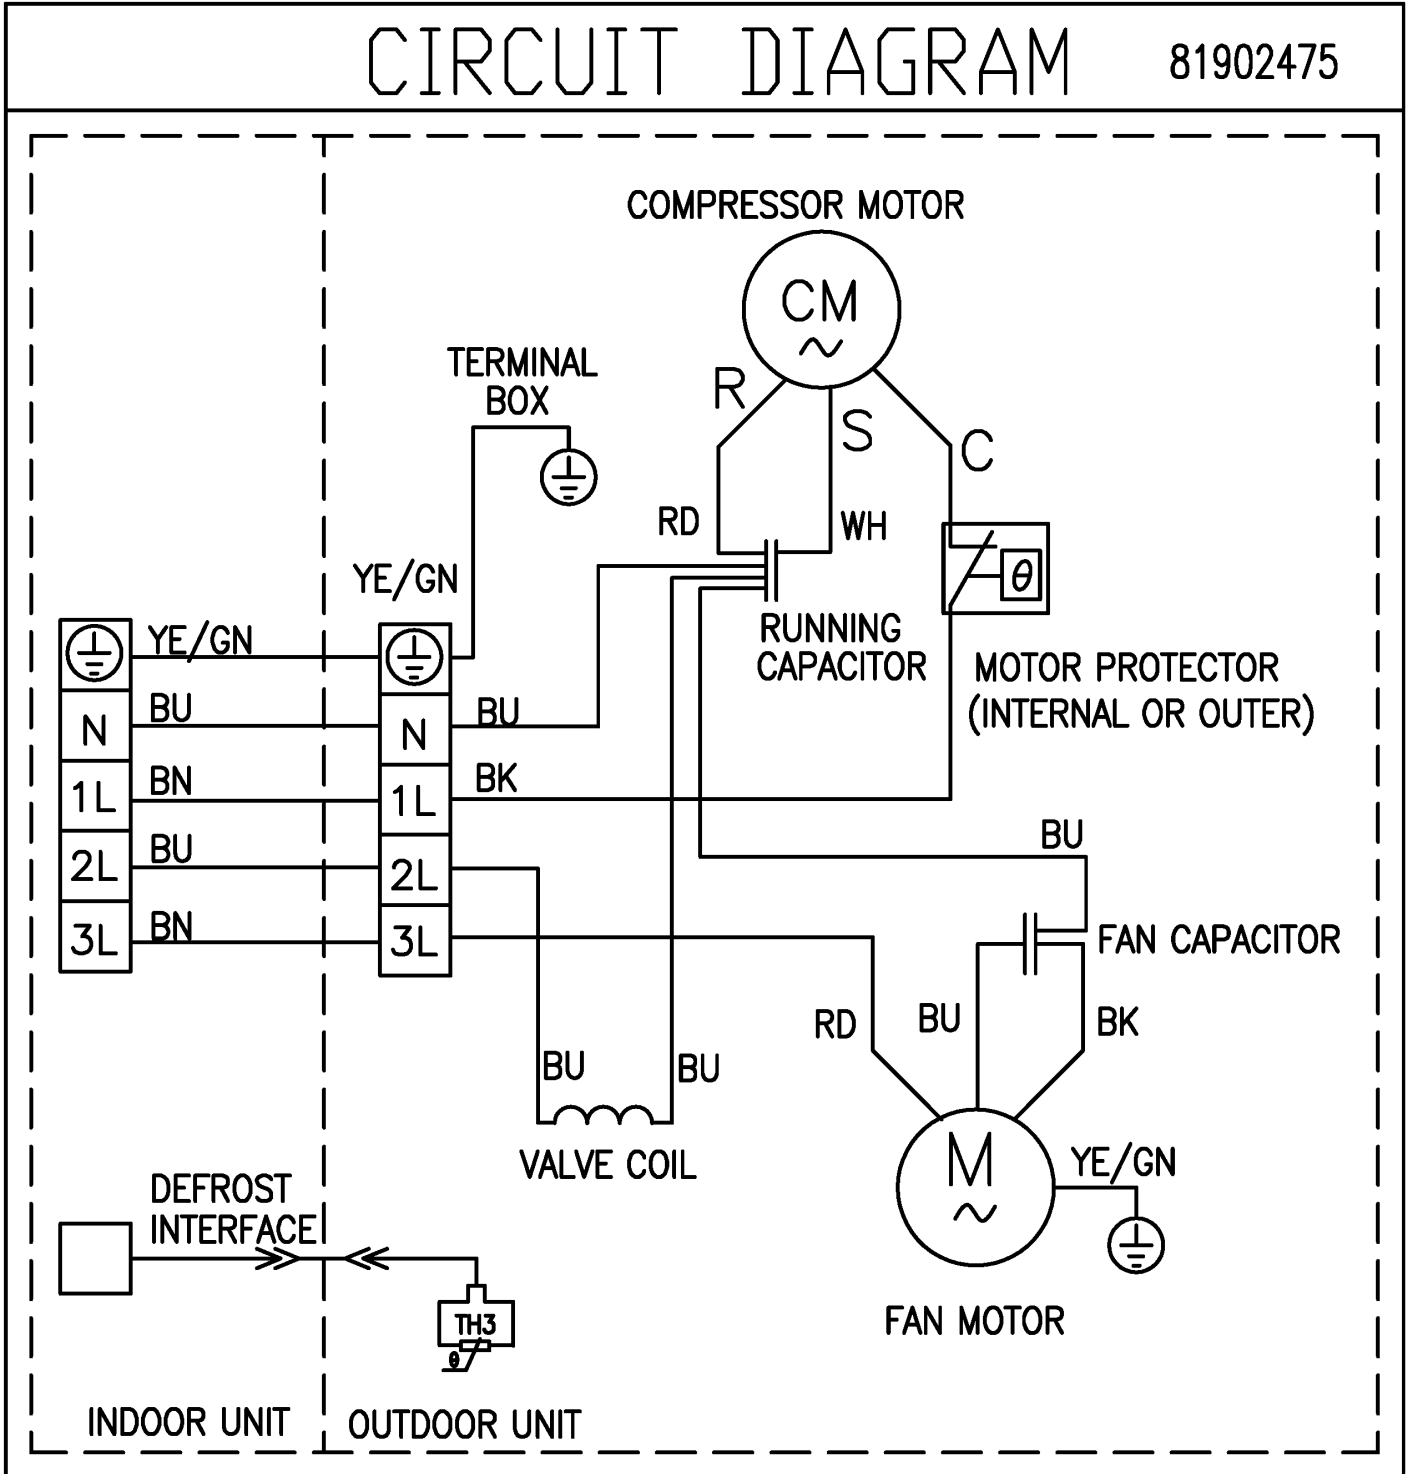 CIRCUIT DIAGRAM 81902475
COMPRESSOR MOTOR
CM
TERMINAL
BOX
R
S
C
RD
WH
θ
YE/GN
RUNNING
CAPACITOR
MOTOR PROTECTOR
(INTERNAL OR OUTER)
YE/GN
N
BU
N
BU
1L
BN
1L
BK
2L
BU
2L
3L
BN
3L
BU
FAN CAPACITOR
RD
BU
BK
BU
BU
VALVE COIL
M
YE/GN
FAN MOTOR
DEFROST
INTERFACE
TH3
θ
INDOOR UNIT
OUTDOOR UNIT